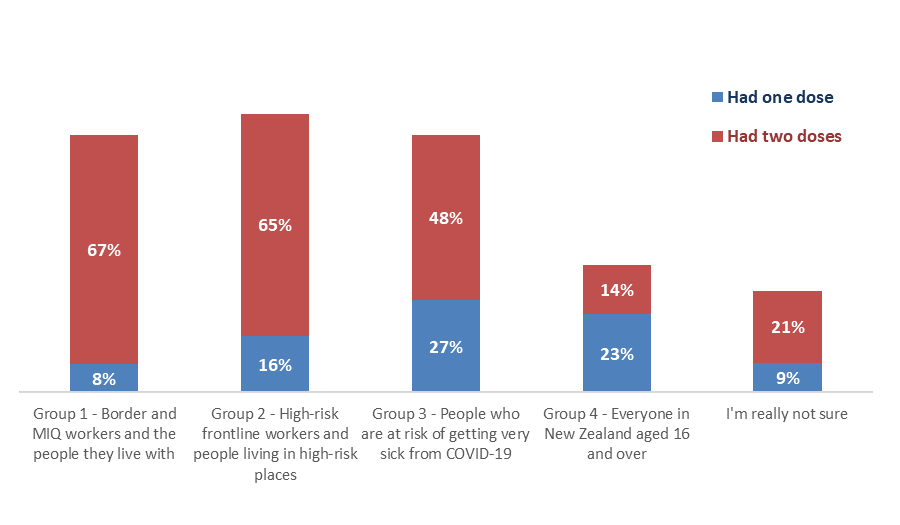 Had one dose
Had two doses
67%
8%
65%
16%
48%
27%
14%
23%
21%
9%
Group 1 - Border and
MIQ workers and the
people they live with
Group 2 - High-risk
frontline workers and
people living in high-risk
places
Group 3 - People who
are at risk of getting very
sick from COVID-19
Group 4 - Everyone in
New Zealand aged 16
and over
I'm really not sure